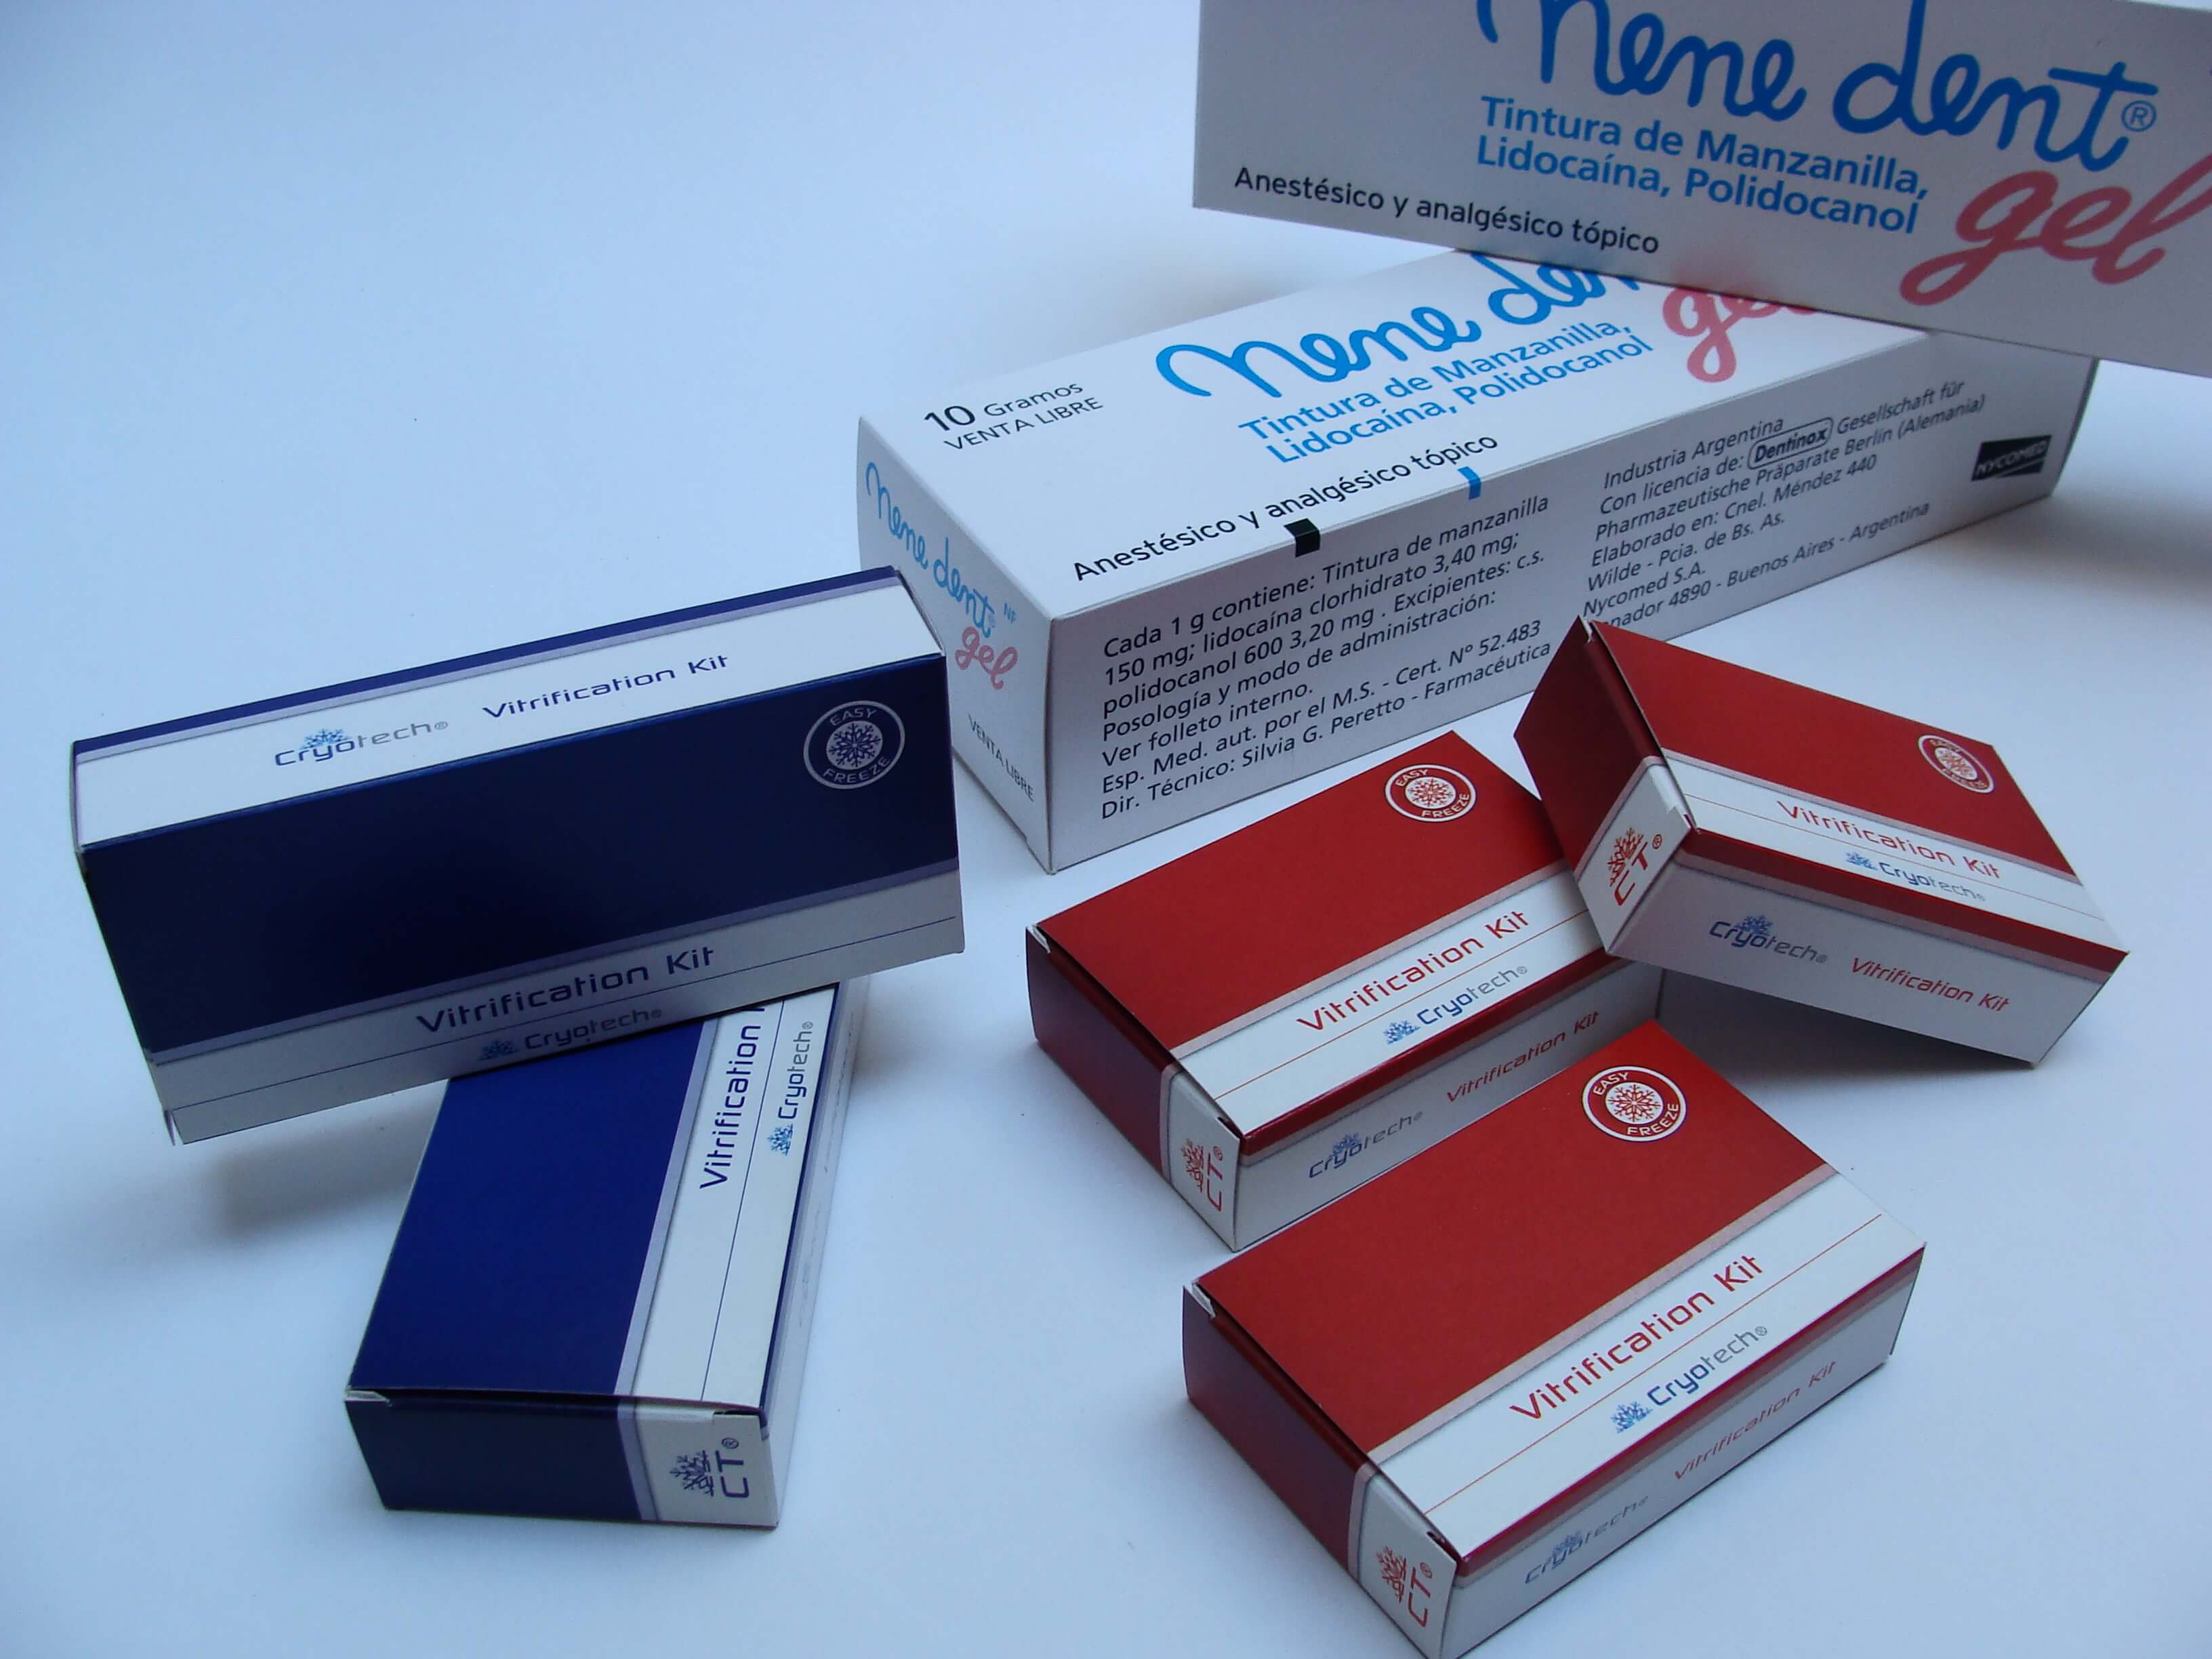 nene dent®
Tintura de Manzanilla,
Lidocaína, Polidocanol
gel
Anestésico y analgésico tópico
10 Gramos
VENTA LIBRE
nene den
Tintura de Manzanilla,
Lidocaína, Polidocanol
ge
Anestésico y analgésico tópico
nene dent® NF
gel
VENTA LIBRE
Cada 1 g contiene: Tintura de manzanilla
150 mg; lidocaína clorhidrato 3,40 mg;
polidocanol 600 3,20 mg . Excipientes: c.s.
Posología y modo de administración:
Ver folleto interno.
Esp. Med. aut. por el M.S. - Cert. Nº 52.483
Dir. Técnico: Silvia G. Peretto - Farmacéutica
Industria Argentina
Con licencia de: Dentinox Gesellschaft für
Pharmazeutische Präparate Berlin (Alemania)
Elaborado en: Cnel. Méndez 440
Wilde - Pcia. de Bs. As.
Nycomed S.A.
nador 4890 - Buenos Aires - Argentina
NYCOMED
Cryotech® Vitrification Kit
EASY
FREEZE
Vitrification Kit
Cryotech®
Vitrification
Cryotech®
CT®
EASY
FREEZE
Vitrification Kit
Cryotech®
CT®
Cryotech® Vitrification Kit
EASY
FREEZE
Vitrification Kit
Cryotech®
CT®
Cryotech® Vitrification Kit
EASY
FREEZE
Vitrification Kit
Cryotech®
CT®
Cryotech® Vitrification Kit